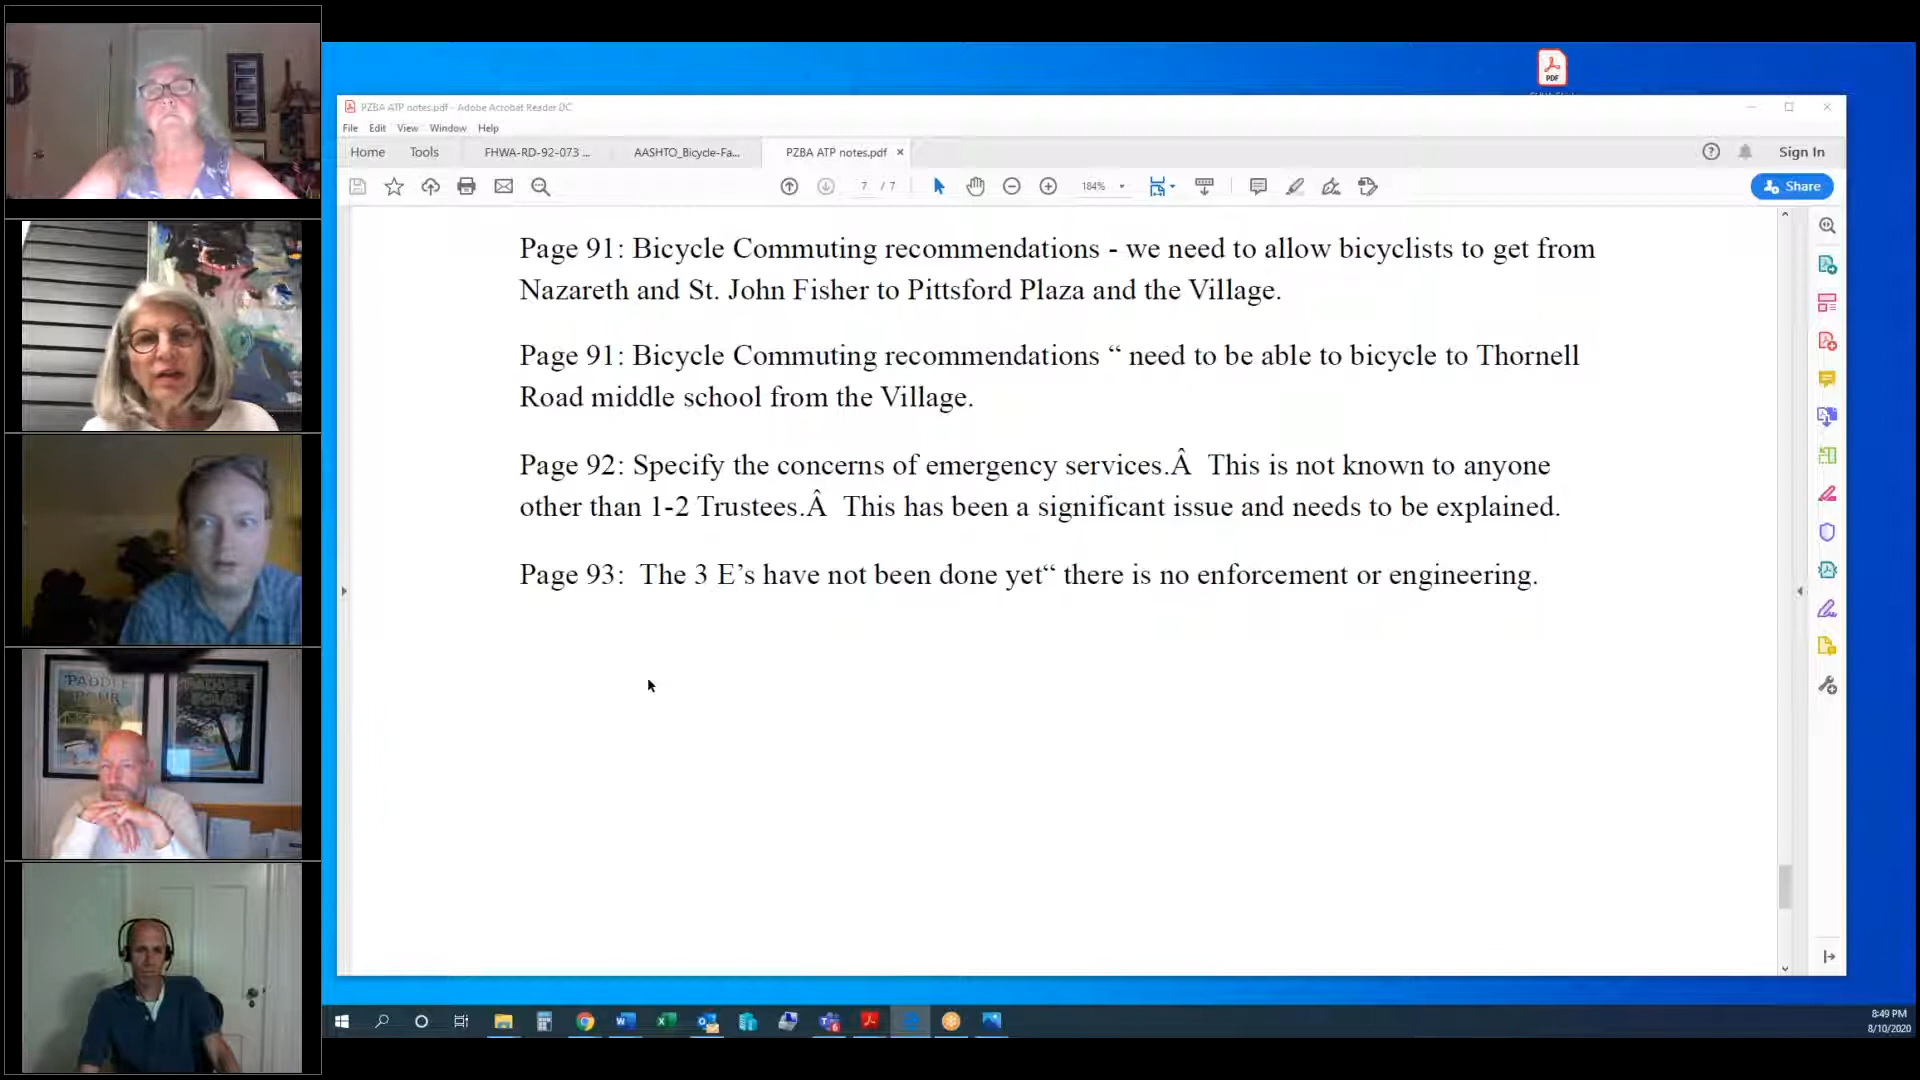 PDF
PZBA ATP notes.pdf - Adobe Acrobat Reader DC
File Edit View Window Help
Home Tools FHWA-RD-92-073 ... AASHTO_Bicycle-Fa... PZBA ATP notes.pdf × Sign In
7 / 7 184% Share
Page 91: Bicycle Commuting recommendations - we need to allow bicyclists to get from
Nazareth and St. John Fisher to Pittsford Plaza and the Village.
Page 91: Bicycle Commuting recommendations “ need to be able to bicycle to Thornell
Road middle school from the Village.
Page 92: Specify the concerns of emergency services.Â This is not known to anyone
other than 1-2 Trustees.Â This has been a significant issue and needs to be explained.
Page 93: The 3 E’s have not been done yet“ there is no enforcement or engineering.
PADDLE
POUR
PADDLE
POUR
8:49 PM
8/10/2020